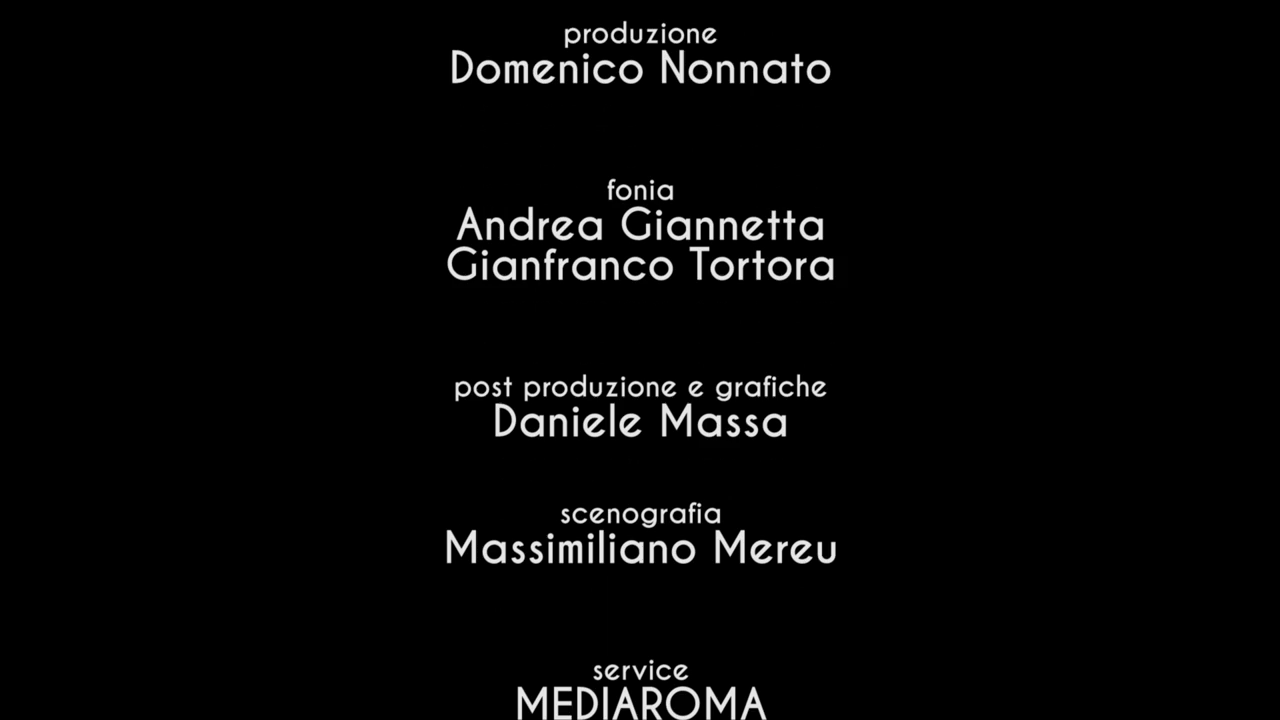 produzione
Domenico Nonnato
fonia
Andrea Giannetta
Gianfranco Tortora
post produzione e grafiche
Daniele Massa
scenografia
Massimiliano Mereu
service
MEDIAROMA